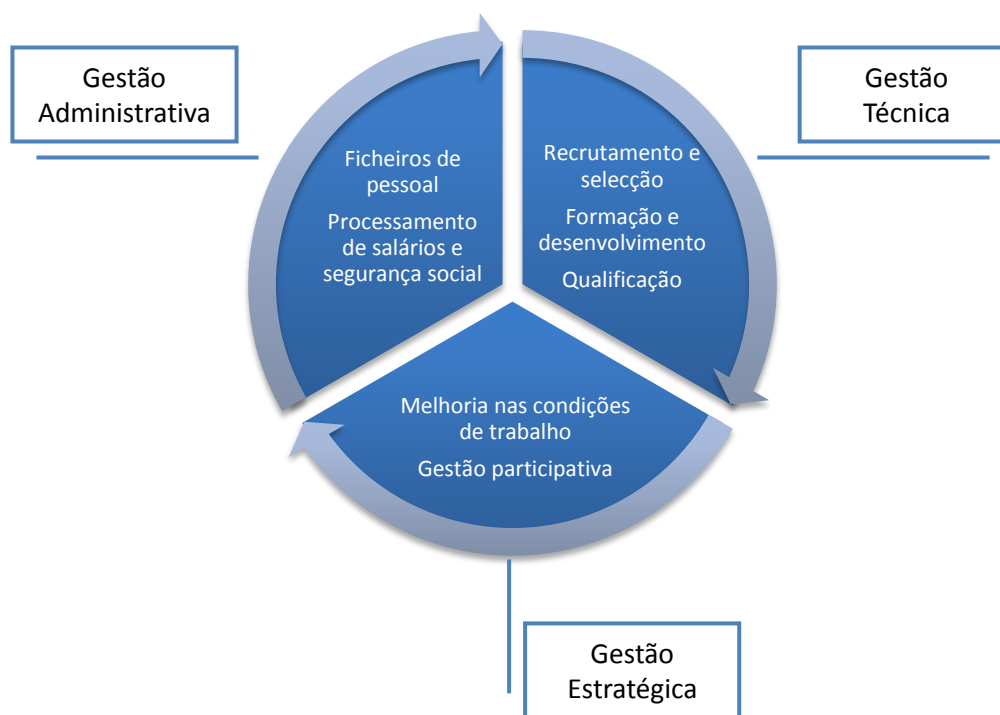 Gestão
Administrativa
Gestão
Técnica
Ficheiros de
pessoal
Processamento
de salários e
segurança social
Recrutamento e
selecção
Formação e
desenvolvimento
Qualificação
Melhoria nas condições
de trabalho
Gestão participativa
Gestão
Estratégica